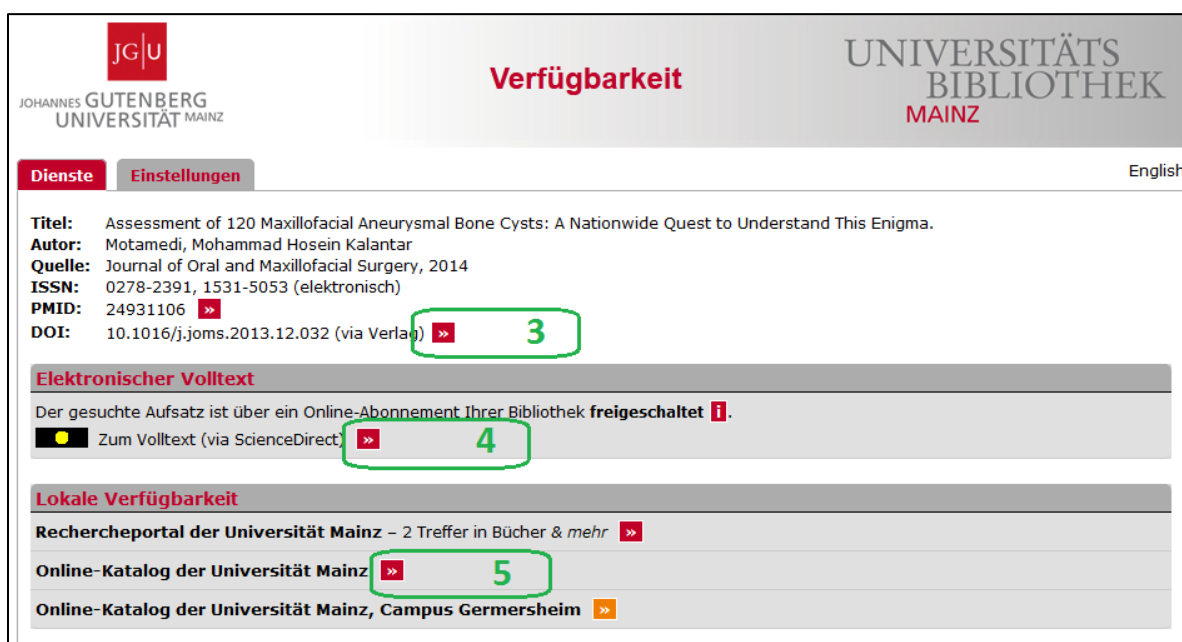 JG|U
JOHANNES GUTENBERG
UNIVERSITÄT MAINZ
Verfügbarkeit
UNIVERSITÄTS
BIBLIOTHEK
MAINZ
Dienste Einstellungen English
Titel: Assessment of 120 Maxillofacial Aneurysmal Bone Cysts: A Nationwide Quest to Understand This Enigma.
Autor: Motamedi, Mohammad Hosein Kalantar
Quelle: Journal of Oral and Maxillofacial Surgery, 2014
ISSN: 0278-2391, 1531-5053 (elektronisch)
PMID: 24931106 »
DOI: 10.1016/j.joms.2013.12.032 (via Verlag) » 3
Elektronischer Volltext
Der gesuchte Aufsatz ist über ein Online-Abonnement Ihrer Bibliothek freigeschaltet i.
Zum Volltext (via ScienceDirect) » 4
Lokale Verfügbarkeit
Rechercheportal der Universität Mainz – 2 Treffer in Bücher & mehr »
Online-Katalog der Universität Mainz » 5
Online-Katalog der Universität Mainz, Campus Germersheim »